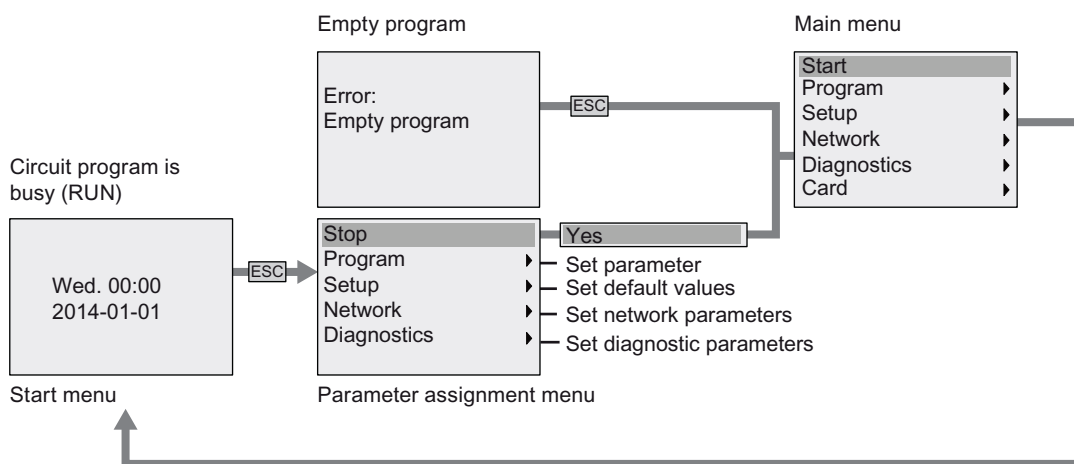 Empty program
Error:
Empty program
ESC
Main menu
Start
Program
Setup
Network
Diagnostics
Card
Circuit program is
busy (RUN)
Wed. 00:00
2014-01-01
Start menu
ESC
Stop
Program
Setup
Network
Diagnostics
Yes
Set parameter
Set default values
Set network parameters
Set diagnostic parameters
Parameter assignment menu